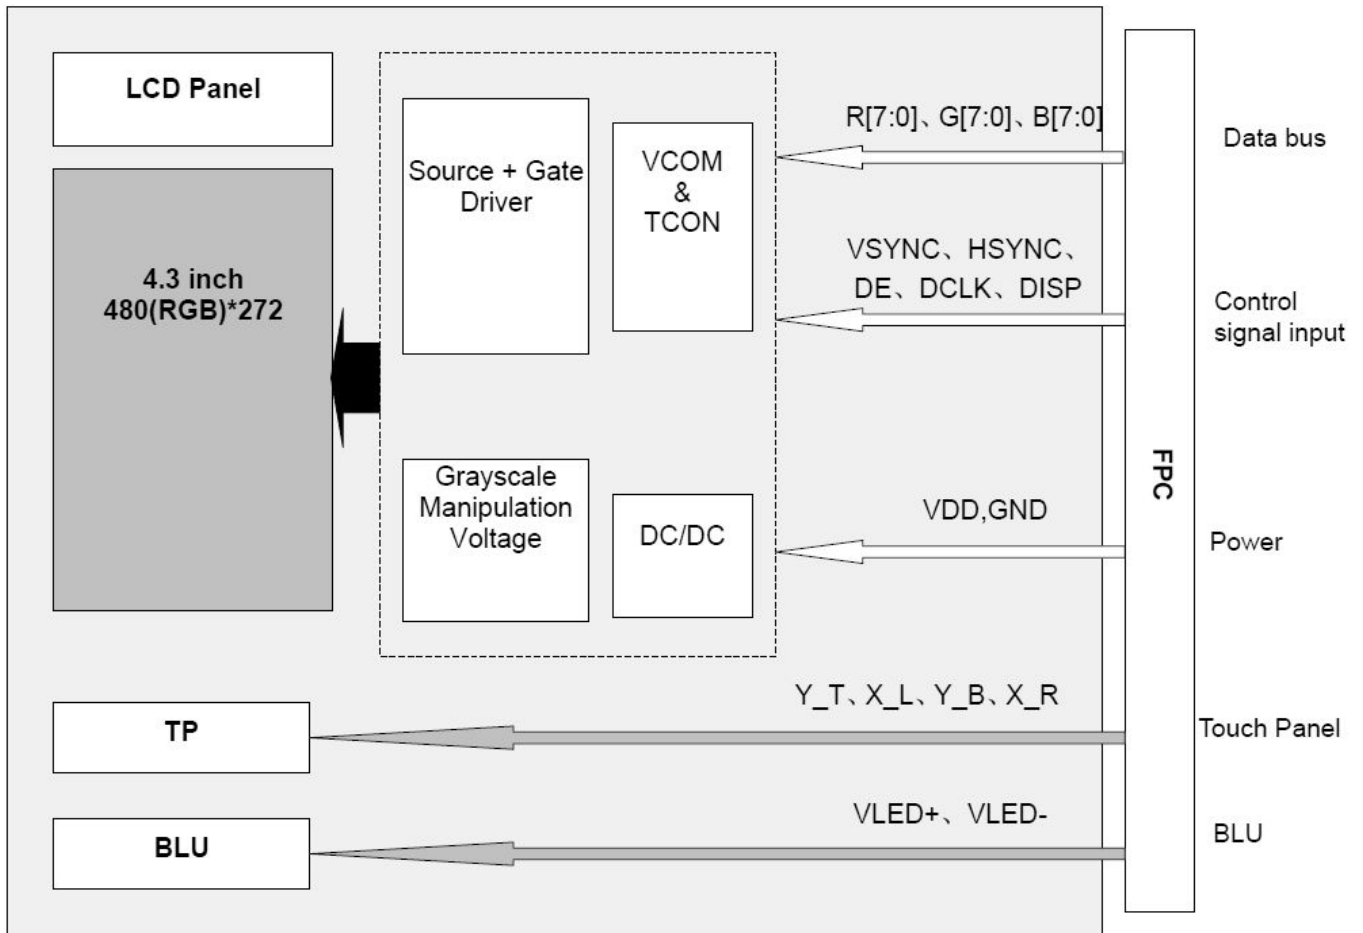 LCD Panel
4.3 inch
480(RGB)*272
Source + Gate
Driver
VCOM
&
TCON
Grayscale
Manipulation
Voltage
DC/DC
R[7:0]、G[7:0]、B[7:0]
Data bus
VSYNC、HSYNC、
DE、DCLK、DISP
Control
signal input
FPC
VDD,GND
Power
TP
Y_T、X_L、Y_B、X_R
Touch Panel
BLU
VLED+、VLED-
BLU